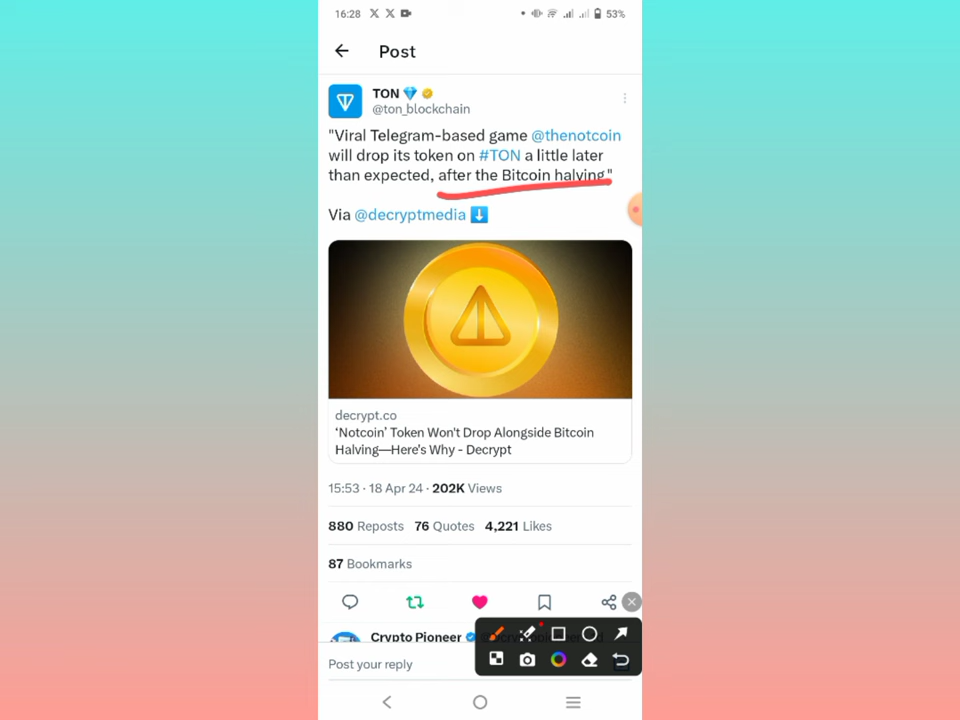 16:28 53%
Post
TON
@ton_blockchain
"Viral Telegram-based game @thenotcoin
will drop its token on #TON a little later
than expected, after the Bitcoin halving"
Via @decryptmedia
decrypt.co
‘Notcoin’ Token Won't Drop Alongside Bitcoin
Halving—Here's Why - Decrypt
15:53 · 18 Apr 24 · 202K Views
880 Reposts 76 Quotes 4,221 Likes
87 Bookmarks
Crypto Pioneer
Post your reply